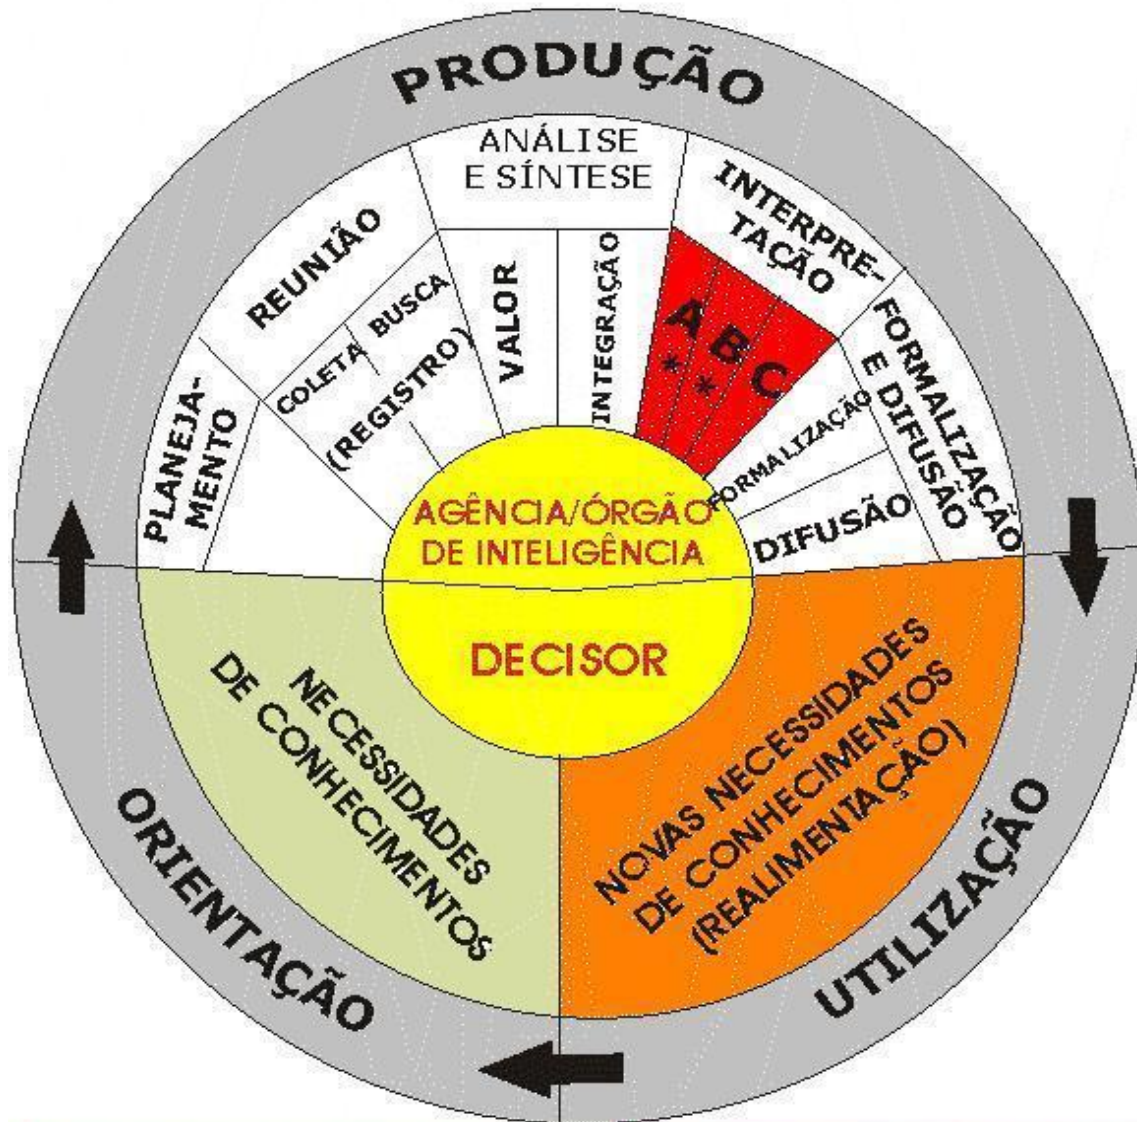 PRODUÇÃO
ANÁLISE
E SÍNTESE
INTERPRE-
TAÇÃO
REUNIÃO
PLANEJA-
MENTO
COLETA
BUSCA
(REGISTRO)
VALOR
INTEGRAÇÃO
A
*
B
*
C
FORMALIZAÇÃO
E DIFUSÃO
FORMALIZAÇÃO
DIFUSÃO
AGÊNCIA/ÓRGÃO
DE INTELIGÊNCIA
DECISOR
NECESSIDADES
DE CONHECIMENTOS
NOVAS NECESSIDADES
DE CONHECIMENTOS
(REALIMENTAÇÃO)
ORIENTAÇÃO
UTILIZAÇÃO